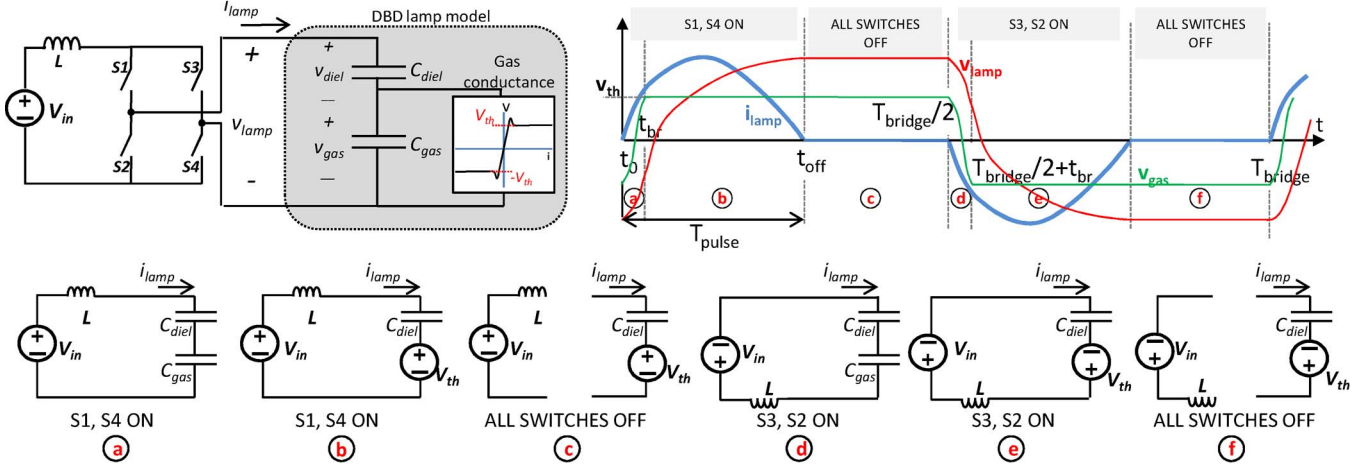 i_lamp
DBD lamp model
L
S1
S3
+
+
v_diel
C_diel
—
Gas
conductance
V
V_th
i
-V_th
+
−
V_in
v_lamp
+
v_gas
C_gas
—
S2
S4
-
S1, S4 ON
ALL SWITCHES
OFF
S3, S2 ON
ALL SWITCHES
OFF
v_th
v_lamp
i_lamp
t_br
T_bridge/2
t
t_0
t_off
T_bridge/2+t_br
v_gas
T_bridge
a
b
c
d
e
f
T_pulse
i_lamp
L
C_diel
+
−
V_in
C_gas
S1, S4 ON
a
i_lamp
L
C_diel
+
−
V_in
+
−
V_th
S1, S4 ON
b
i_lamp
L
C_diel
+
−
V_in
+
−
V_th
ALL SWITCHES OFF
c
i_lamp
C_diel
−
+
V_in
C_gas
L
S3, S2 ON
d
i_lamp
C_diel
−
+
V_in
−
+
V_th
L
S3, S2 ON
e
i_lamp
C_diel
−
+
V_in
−
+
V_th
L
ALL SWITCHES OFF
f